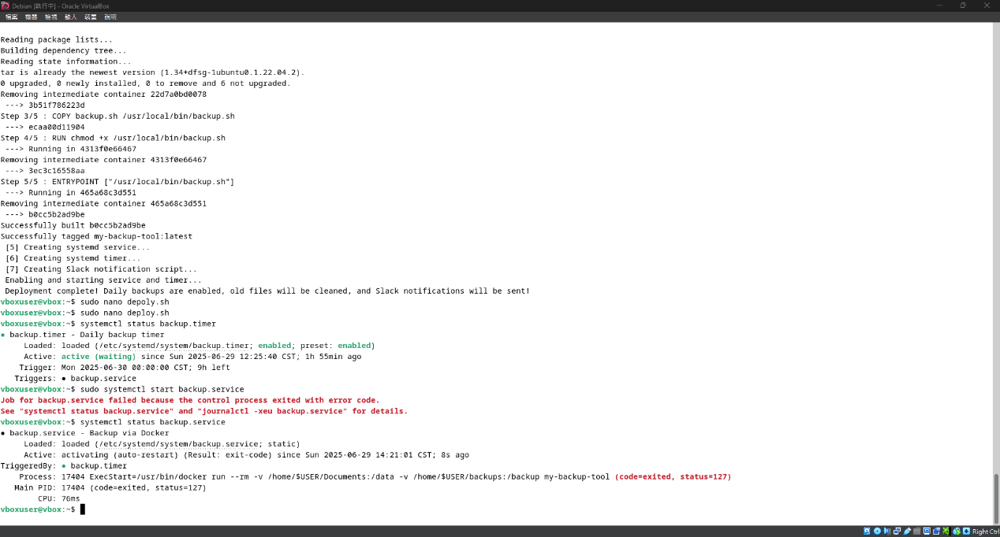 Debian [執行中] - Oracle VirtualBox
檔案 機器 檢視 輸入 裝置 說明
Reading package lists...
Building dependency tree...
Reading state information...
tar is already the newest version (1.34+dfsg-1ubuntu0.1.22.04.2).
0 upgraded, 0 newly installed, 0 to remove and 6 not upgraded.
Removing intermediate container 22d7a0bd0078
 ---> 3b51f786223d
Step 3/5 : COPY backup.sh /usr/local/bin/backup.sh
 ---> ecaa00d11904
Step 4/5 : RUN chmod +x /usr/local/bin/backup.sh
 ---> Running in 4313f0e66467
Removing intermediate container 4313f0e66467
 ---> 3ec3c16558aa
Step 5/5 : ENTRYPOINT ["/usr/local/bin/backup.sh"]
 ---> Running in 465a68c3d551
Removing intermediate container 465a68c3d551
 ---> b0cc5b2ad9be
Successfully built b0cc5b2ad9be
Successfully tagged my-backup-tool:latest
 [5] Creating systemd service...
 [6] Creating systemd timer...
 [7] Creating Slack notification script...
 Enabling and starting service and timer...
 Deployment complete! Daily backups are enabled, old files will be cleaned, and Slack notifications will be sent!
vboxuser@vbox:~$ sudo nano depoly.sh
vboxuser@vbox:~$ sudo nano deploy.sh
vboxuser@vbox:~$ systemctl status backup.timer
● backup.timer - Daily backup timer
     Loaded: loaded (/etc/systemd/system/backup.timer; enabled; preset: enabled)
     Active: active (waiting) since Sun 2025-06-29 12:25:40 CST; 1h 55min ago
    Trigger: Mon 2025-06-30 00:00:00 CST; 9h left
   Triggers: ● backup.service
vboxuser@vbox:~$ sudo systemctl start backup.service
Job for backup.service failed because the control process exited with error code.
See "systemctl status backup.service" and "journalctl -xeu backup.service" for details.
vboxuser@vbox:~$ systemctl status backup.service
● backup.service - Backup via Docker
     Loaded: loaded (/etc/systemd/system/backup.service; static)
     Active: activating (auto-restart) (Result: exit-code) since Sun 2025-06-29 14:21:01 CST; 8s ago
TriggeredBy: ● backup.timer
    Process: 17404 ExecStart=/usr/bin/docker run --rm -v /home/$USER/Documents:/data -v /home/$USER/backups:/backup my-backup-tool (code=exited, status=127)
   Main PID: 17404 (code=exited, status=127)
        CPU: 76ms
vboxuser@vbox:~$
Right Ctrl